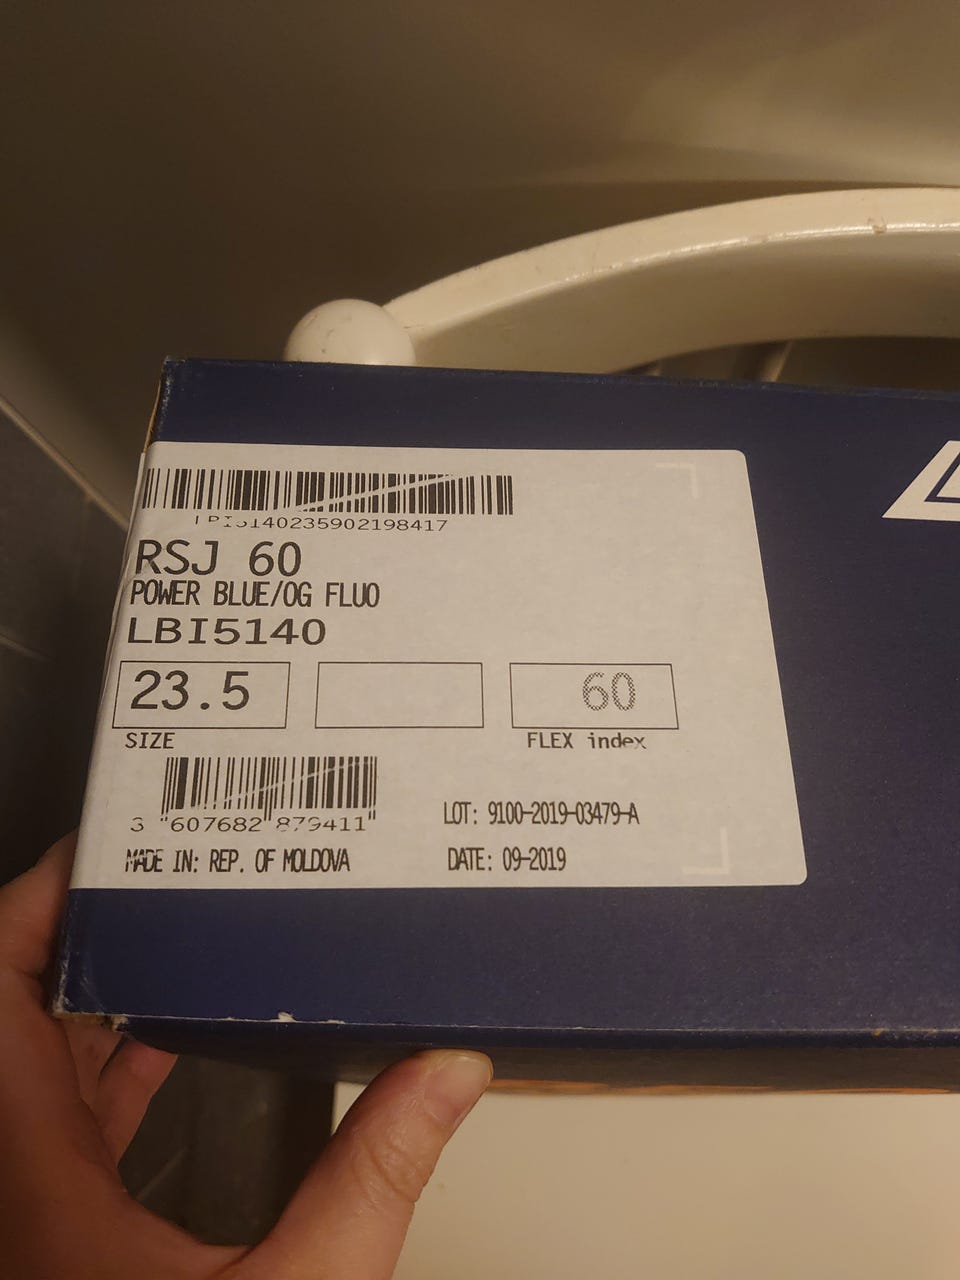 LPI5140235902198417
RSJ 60
POWER BLUE/OG FLUO
LBI5140
23.5
60
SIZE
FLEX index
3 "607682"879411"
LOT: 9100-2019-03479-A
MADE IN: REP. OF MOLDOVA
DATE: 09-2019